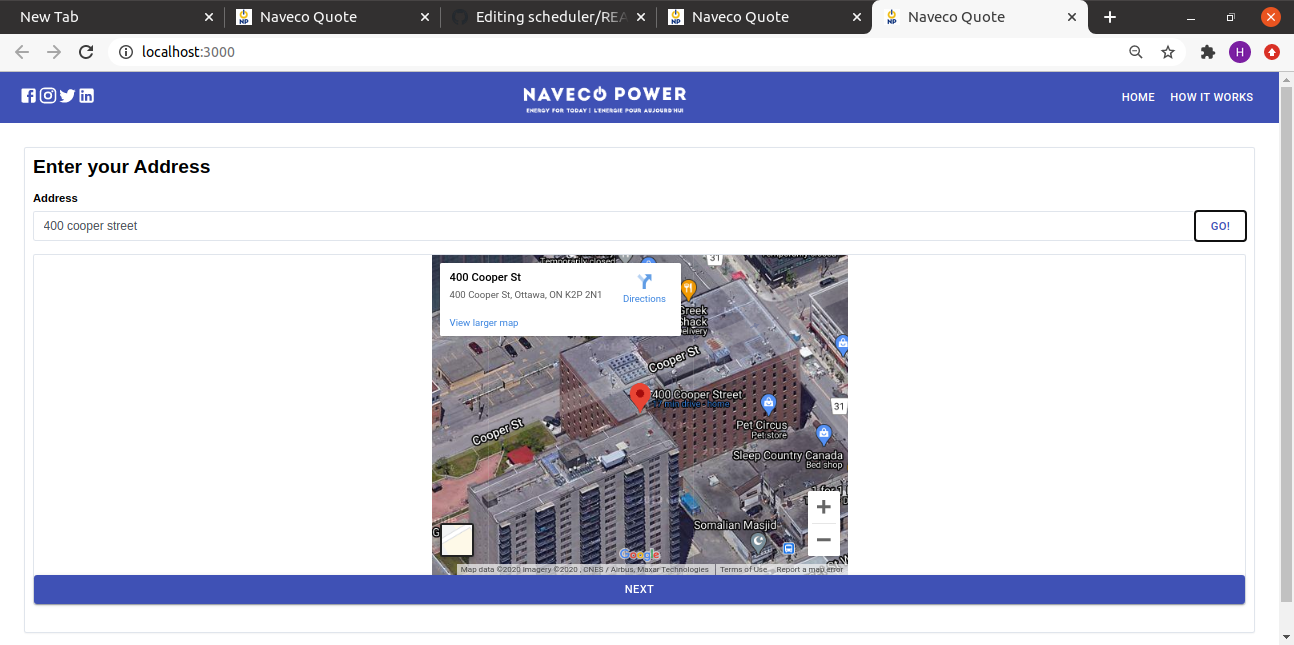 New Tab
Naveco Quote
Editing scheduler/REA
Naveco Quote
Naveco Quote
localhost:3000
H
NAVECO POWER
ENERGY FOR TODAY | L'ENERGIE POUR AUJOURD'HUI
HOME HOW IT WORKS
Enter your Address
Address
400 cooper street
GO!
Temporarily closed
31
400 Cooper St
400 Cooper St, Ottawa, ON K2P 2N1
Directions
View larger map
Greek
Shack
Delivery
Cooper St
400 Cooper Street
31
Pet Circus
Pet store
Cooper St
Sleep Country Canada
Bed shop
Somalian Masjid
Google
Map data ©2020 Imagery ©2020 , CNES / Airbus, Maxar Technologies
Terms of Use
Report a map error
NEXT